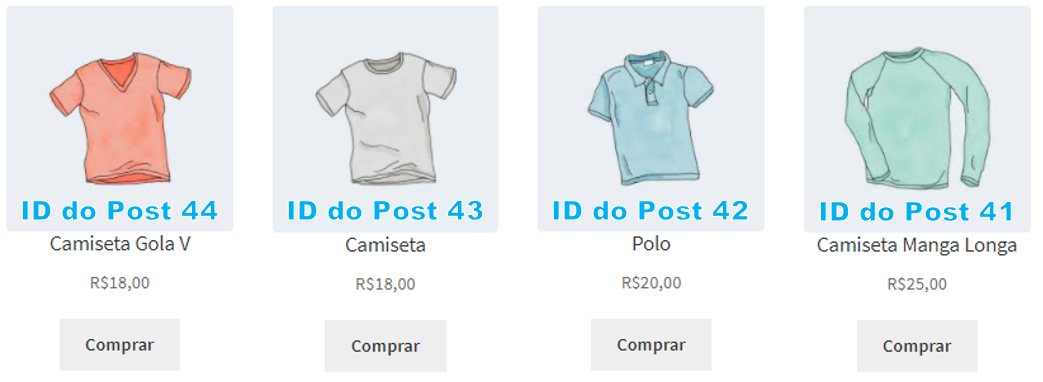 ID do Post 44
Camiseta Gola V
R$18,00
Comprar
ID do Post 43
Camiseta
R$18,00
Comprar
ID do Post 42
Polo
R$20,00
Comprar
ID do Post 41
Camiseta Manga Longa
R$25,00
Comprar